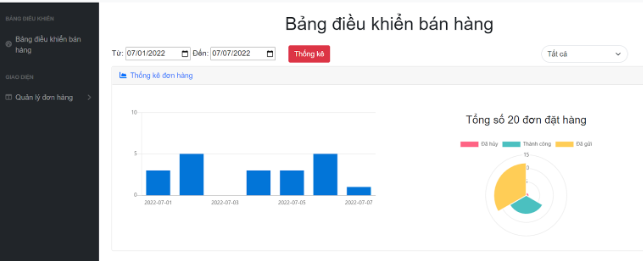 BẢNG ĐIỀU KHIỂN
Bảng điều khiển bán
hàng
GIAO DIỆN
Quản lý đơn hàng
Bảng điều khiển bán hàng
Từ: 07/01/2022 Đến: 07/07/2022 Thống kê Tất cả
Thống kê đơn hàng
10
5
0
2022-07-01 2022-07-03 2022-07-05 2022-07-07
Tổng số 20 đơn đặt hàng
Đã hủy Thành công Đã gửi
15